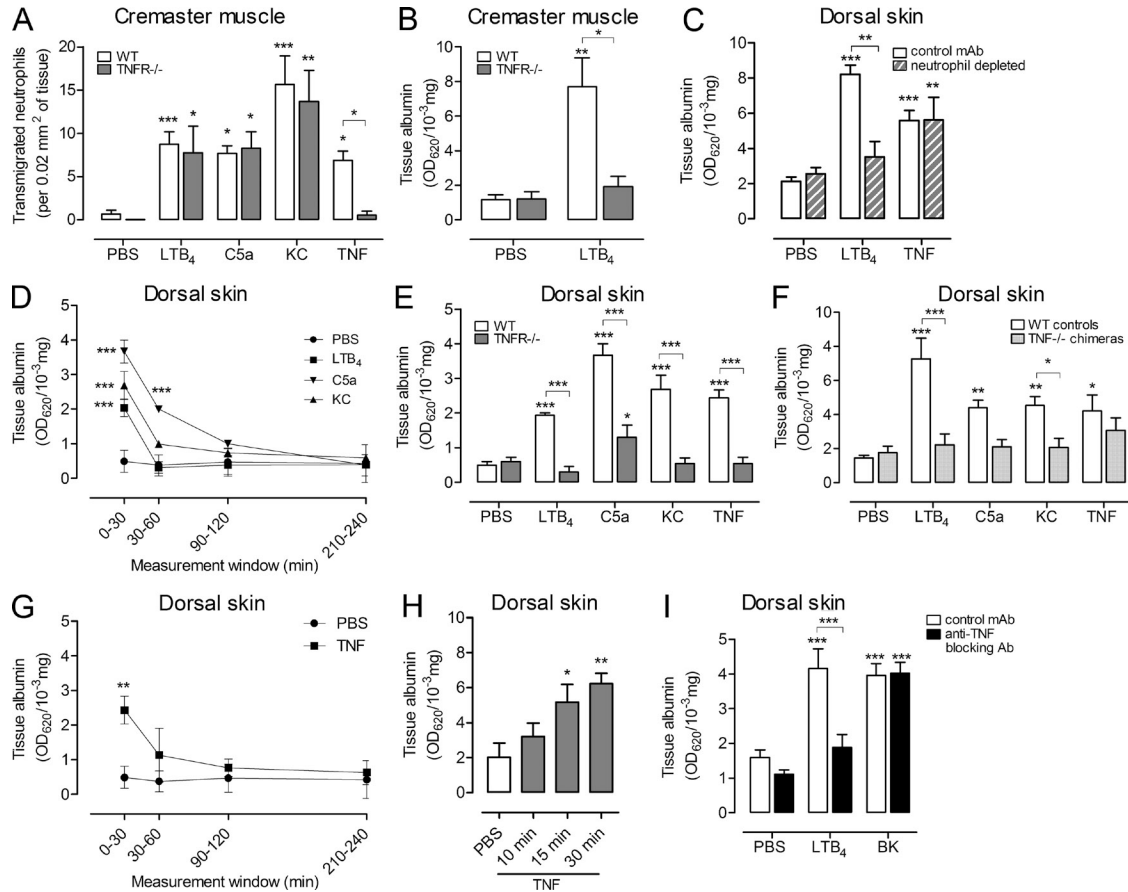 A
Cremaster muscle
Transmigrated neutrophils
(per 0.02 mm² of tissue)
20
15
10
5
0
WT
TNFR-/-
***
*
*
*
***
**
*
*
PBS
LTB₄
C5a
KC
TNF
B
Cremaster muscle
Tissue albumin
(OD₆₂₀/10⁻³mg)
10
8
6
4
2
0
WT
TNFR-/-
**
*
PBS
LTB₄
C
Dorsal skin
Tissue albumin
(OD₆₂₀/10⁻³mg)
10
8
6
4
2
0
control mAb
neutrophil depleted
***
**
***
**
PBS
LTB₄
TNF
D
Dorsal skin
Tissue albumin
(OD₆₂₀/10⁻³mg)
5
4
3
2
1
0
***
***
***
***
PBS
LTB₄
C5a
KC
0-30
30-60
90-120
210-240
Measurement window (min)
E
Dorsal skin
Tissue albumin
(OD₆₂₀/10⁻³mg)
5
4
3
2
1
0
WT
TNFR-/-
***
***
***
***
*
***
***
***
***
PBS
LTB₄
C5a
KC
TNF
F
Dorsal skin
Tissue albumin
(OD₆₂₀/10⁻³mg)
10
8
6
4
2
0
WT controls
TNF-/- chimeras
***
***
**
**
*
*
PBS
LTB₄
C5a
KC
TNF
G
Dorsal skin
Tissue albumin
(OD₆₂₀/10⁻³mg)
5
4
3
2
1
0
**
PBS
TNF
0-30
30-60
90-120
210-240
Measurement window (min)
H
Dorsal skin
Tissue albumin
(OD₆₂₀/10⁻³mg)
10
8
6
4
2
0
*
**
PBS
10 min
15 min
30 min
TNF
I
Dorsal skin
Tissue albumin
(OD₆₂₀/10⁻³mg)
5
4
3
2
1
0
control mAb
anti-TNF
blocking Ab
***
***
***
***
PBS
LTB₄
BK